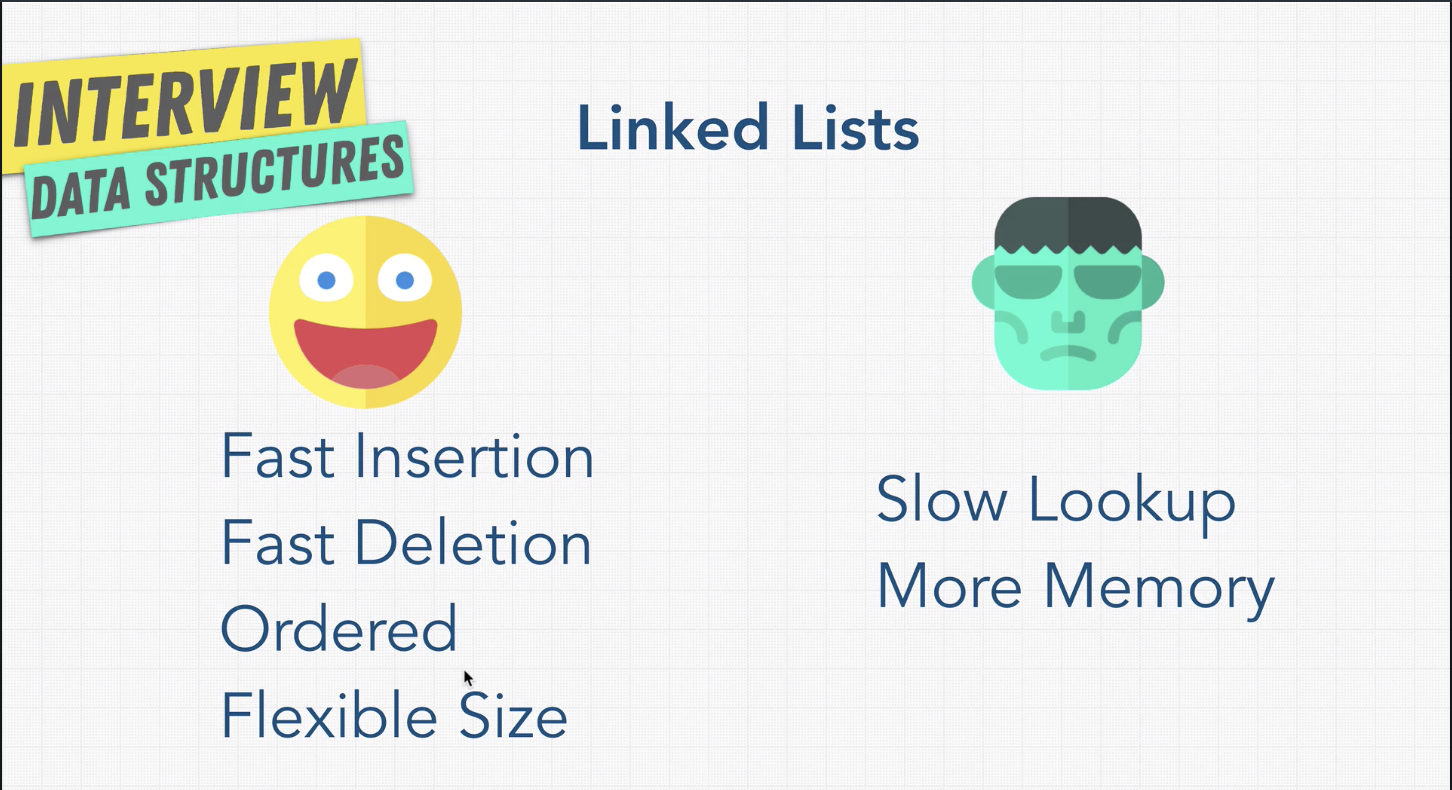 INTERVIEW
DATA STRUCTURES
Linked Lists
Fast Insertion
Fast Deletion
Ordered
Flexible Size
Slow Lookup
More Memory